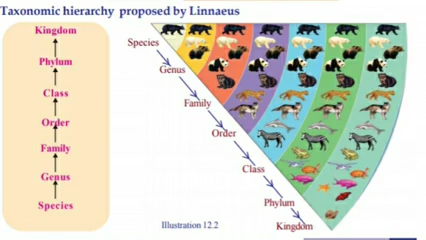 Taxonomic hierarchy proposed by Linnaeus
Kingdom
Phylum
Class
Order
Family
Genus
Species
Species
Genus
Family
Order
Class
Phylum
Kingdom
Illustration 12.2